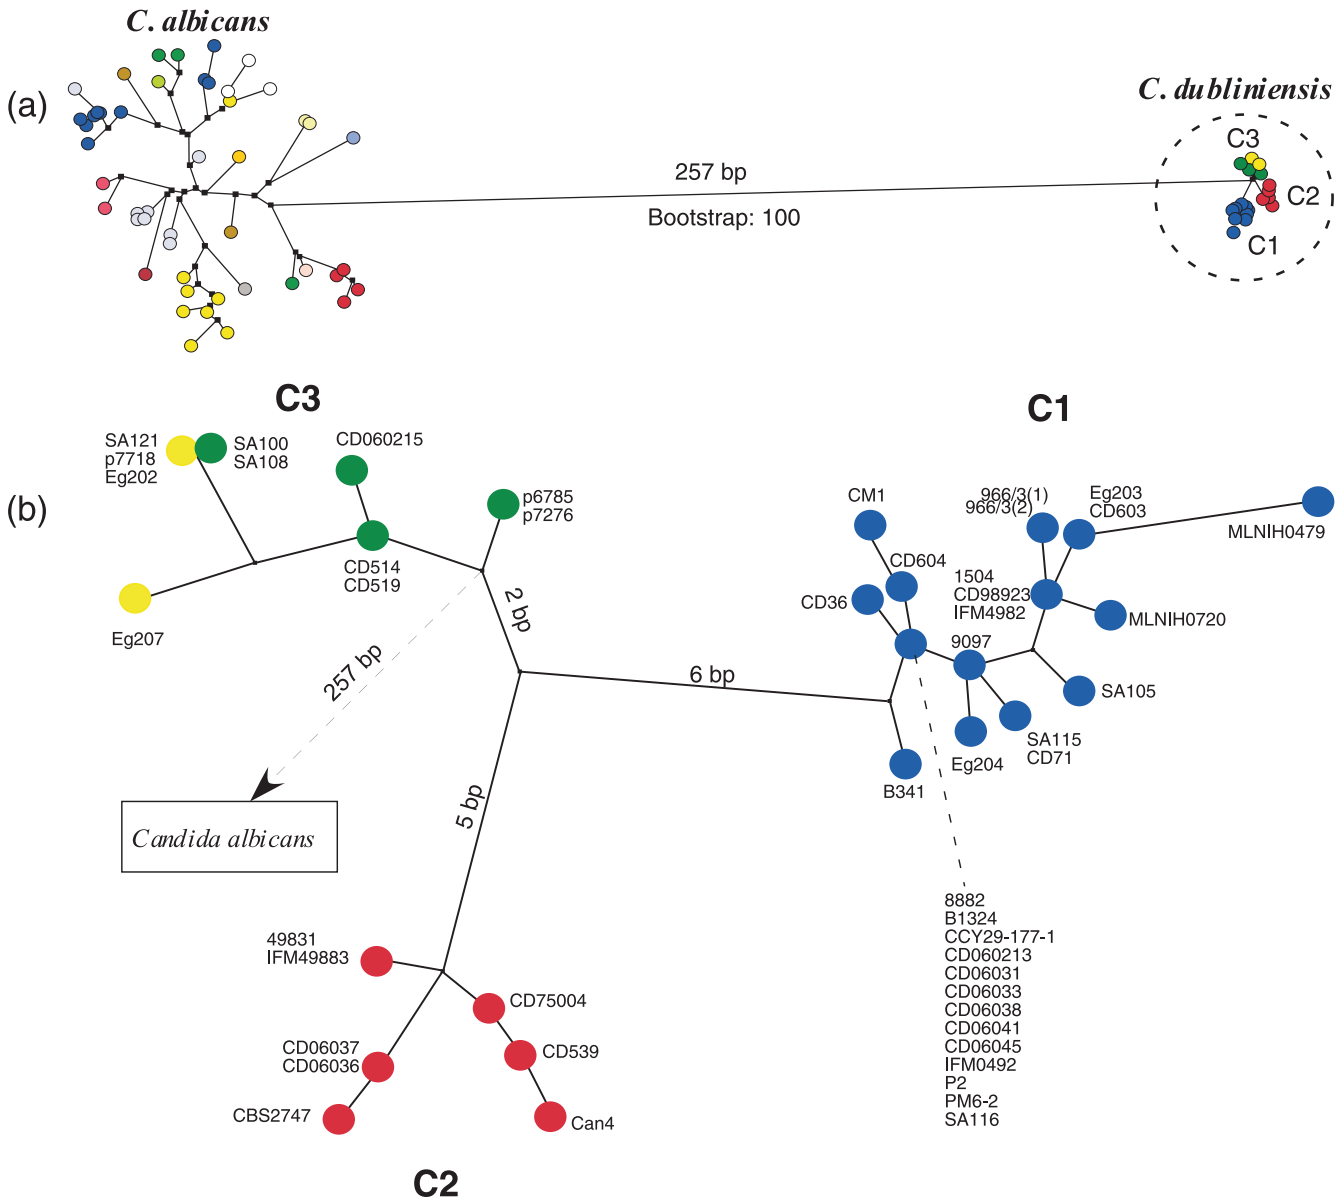 C. albicans
(a)
C. dubliniensis
C3
C2
C1
257 bp
Bootstrap: 100
C3
C1
(b)
SA121
p7718
Eg202
SA100
SA108
CD060215
p6785
p7276
CD514
CD519
Eg207
2 bp
257 bp
6 bp
5 bp
Candida albicans
CM1
CD604
CD36
966/3(1)
966/3(2)
Eg203
CD603
MLNIH0479
1504
CD98923
IFM4982
MLNIH0720
9097
SA105
SA115
CD71
Eg204
B341
8882
B1324
CCY29-177-1
CD060213
CD06031
CD06033
CD06038
CD06041
CD06045
IFM0492
P2
PM6-2
SA116
49831
IFM49883
CD75004
CD539
Can4
CD06037
CD06036
CBS2747
C2